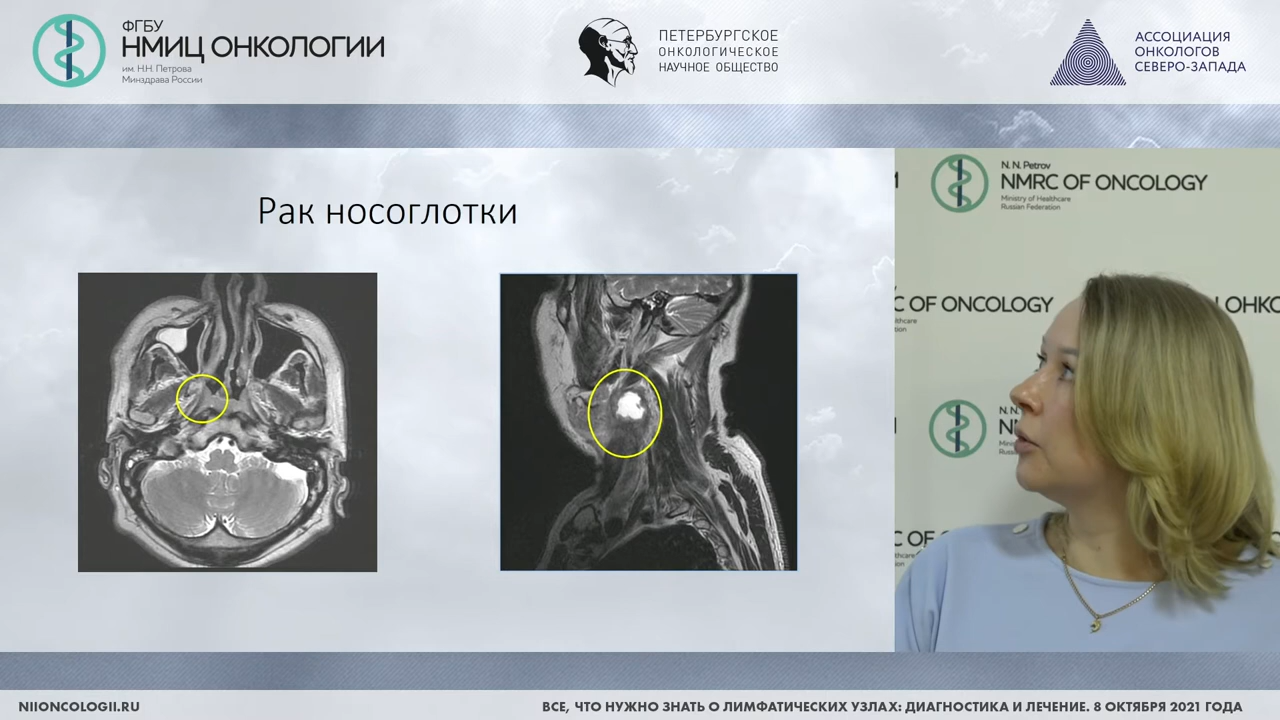 ФГБУ
НМИЦ ОНКОЛОГИИ
им. Н.Н. Петрова
Минздрава России
ПЕТЕРБУРГСКОЕ
ОНКОЛОГИЧЕСКОЕ
НАУЧНОЕ ОБЩЕСТВО
АССОЦИАЦИЯ
ОНКОЛОГОВ
СЕВЕРО-ЗАПАДА
Рак носоглотки
N. N. Petrov
NMRC OF ONCOLOGY
Ministry of Healthcare
Russian Federation
C OF ONCOLOGY
NIIONCOLOGII.RU
ВСЕ, ЧТО НУЖНО ЗНАТЬ О ЛИМФАТИЧЕСКИХ УЗЛАХ: ДИАГНОСТИКА И ЛЕЧЕНИЕ. 8 ОКТЯБРЯ 2021 ГОДА